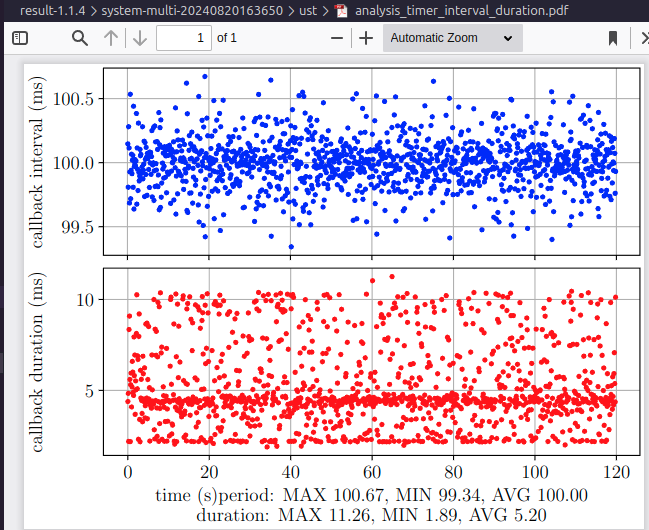 result-1.1.4 > system-multi-20240820163650 > ust > analysis_timer_interval_duration.pdf
1 of 1
Automatic Zoom
callback interval (ms)
100.5
100.0
99.5
callback duration (ms)
10
5
0 20 40 60 80 100 120
time (s)period: MAX 100.67, MIN 99.34, AVG 100.00
duration: MAX 11.26, MIN 1.89, AVG 5.20